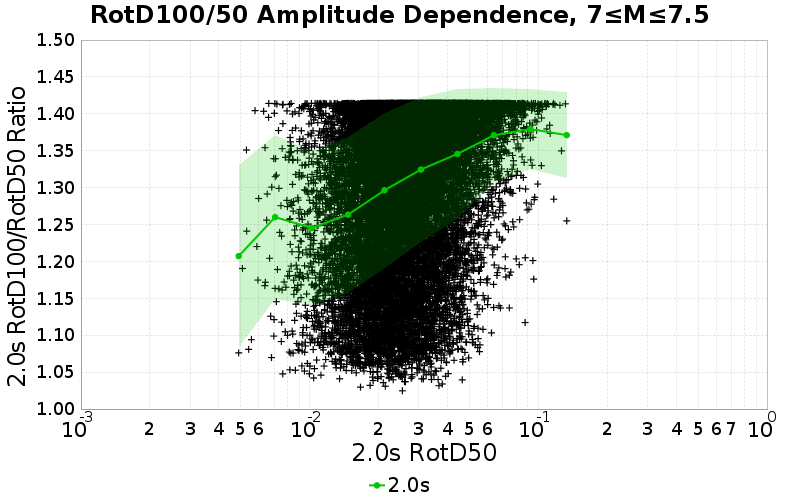 RotD100/50 Amplitude Dependence, 7≤M≤7.5
2.0s RotD100/RotD50 Ratio
1.50
1.45
1.40
1.35
1.30
1.25
1.20
1.15
1.10
1.05
1.00
10-3 2 3 4 5 6 10-2 2 3 4 5 6 10-1 2 3 4 5 6 7 100
2.0s RotD50
2.0s